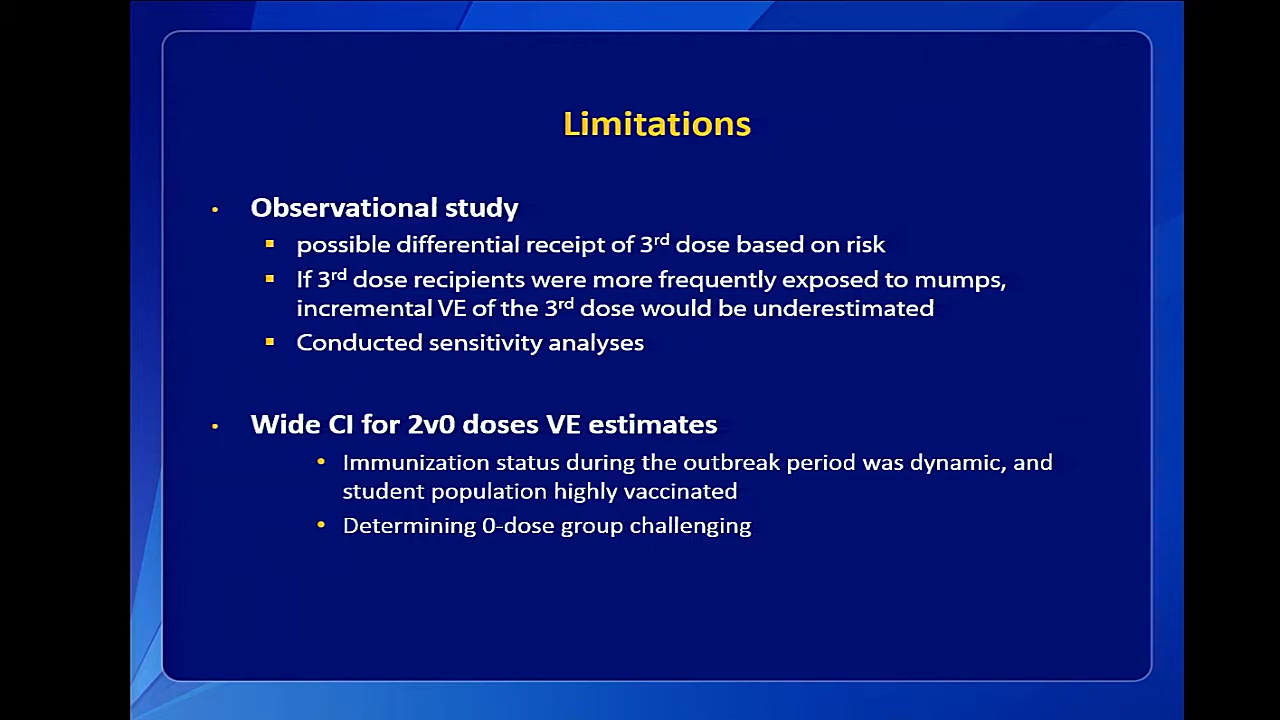 Limitations
• Observational study
▪ possible differential receipt of 3rd dose based on risk
▪ If 3rd dose recipients were more frequently exposed to mumps,
incremental VE of the 3rd dose would be underestimated
▪ Conducted sensitivity analyses
• Wide CI for 2v0 doses VE estimates
• Immunization status during the outbreak period was dynamic, and
student population highly vaccinated
• Determining 0-dose group challenging